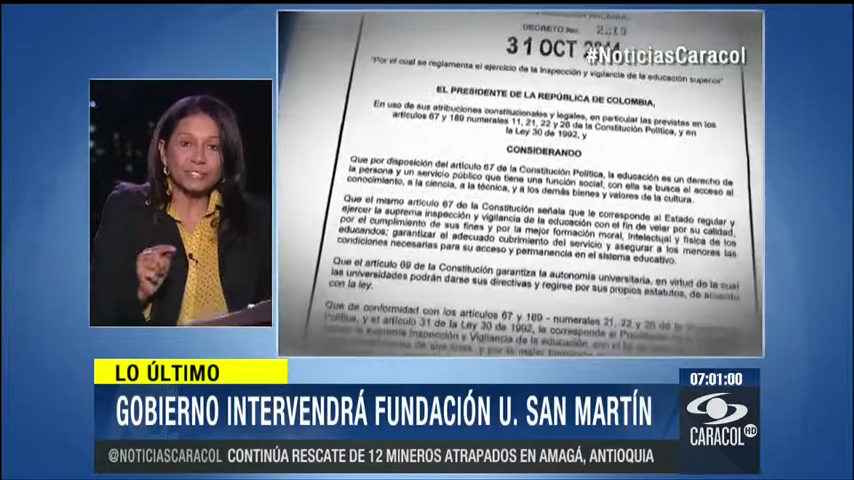 DECRETO No.
31 OCT 2014
#NoticiasCaracol
"Por el cual se reglamenta el ejercicio de la inspección y vigilancia de la educación superior"
EL PRESIDENTE DE LA REPÚBLICA DE COLOMBIA,
En uso de sus atribuciones constitucionales y legales, en particular las previstas en los
artículos 67 y 189 numerales 11, 21, 22 y 26 de la Constitución Política, y en
la Ley 30 de 1992, y
CONSIDERANDO
Que por disposición del artículo 67 de la Constitución Política, la educación es un derecho de
la persona y un servicio público que tiene una función social, con ella se busca el acceso al
conocimiento, a la ciencia, a la técnica, y a los demás bienes y valores de la cultura.
Que el mismo artículo 67 de la Constitución señala que le corresponde al Estado regular y
ejercer la suprema inspección y vigilancia de la educación con el fin de velar por su calidad,
por el cumplimiento de sus fines y por la mejor formación moral, intelectual y física de los
educandos; garantizar el adecuado cubrimiento del servicio y asegurar a los menores las
condiciones necesarias para su acceso y permanencia en el sistema educativo.
Que el artículo 69 de la Constitución garantiza la autonomía universitaria, en virtud de la cual
las universidades podrán darse sus directivas y regirse por sus propios estatutos, de acuerdo
con la ley.
Que de conformidad con los artículos 67 y 189 - numerales 21, 22 y 26 de la
Política, y el artículo 31 de la Ley 30 de 1992, le corresponde al
suprema Inspección y Vigilancia de la educación
LO ÚLTIMO
07:01:00
GOBIERNO INTERVENDRÁ FUNDACIÓN U. SAN MARTÍN
CARACOL HD
@NOTICIASCARACOL CONTINÚA RESCATE DE 12 MINEROS ATRAPADOS EN AMAGÁ, ANTIOQUIA